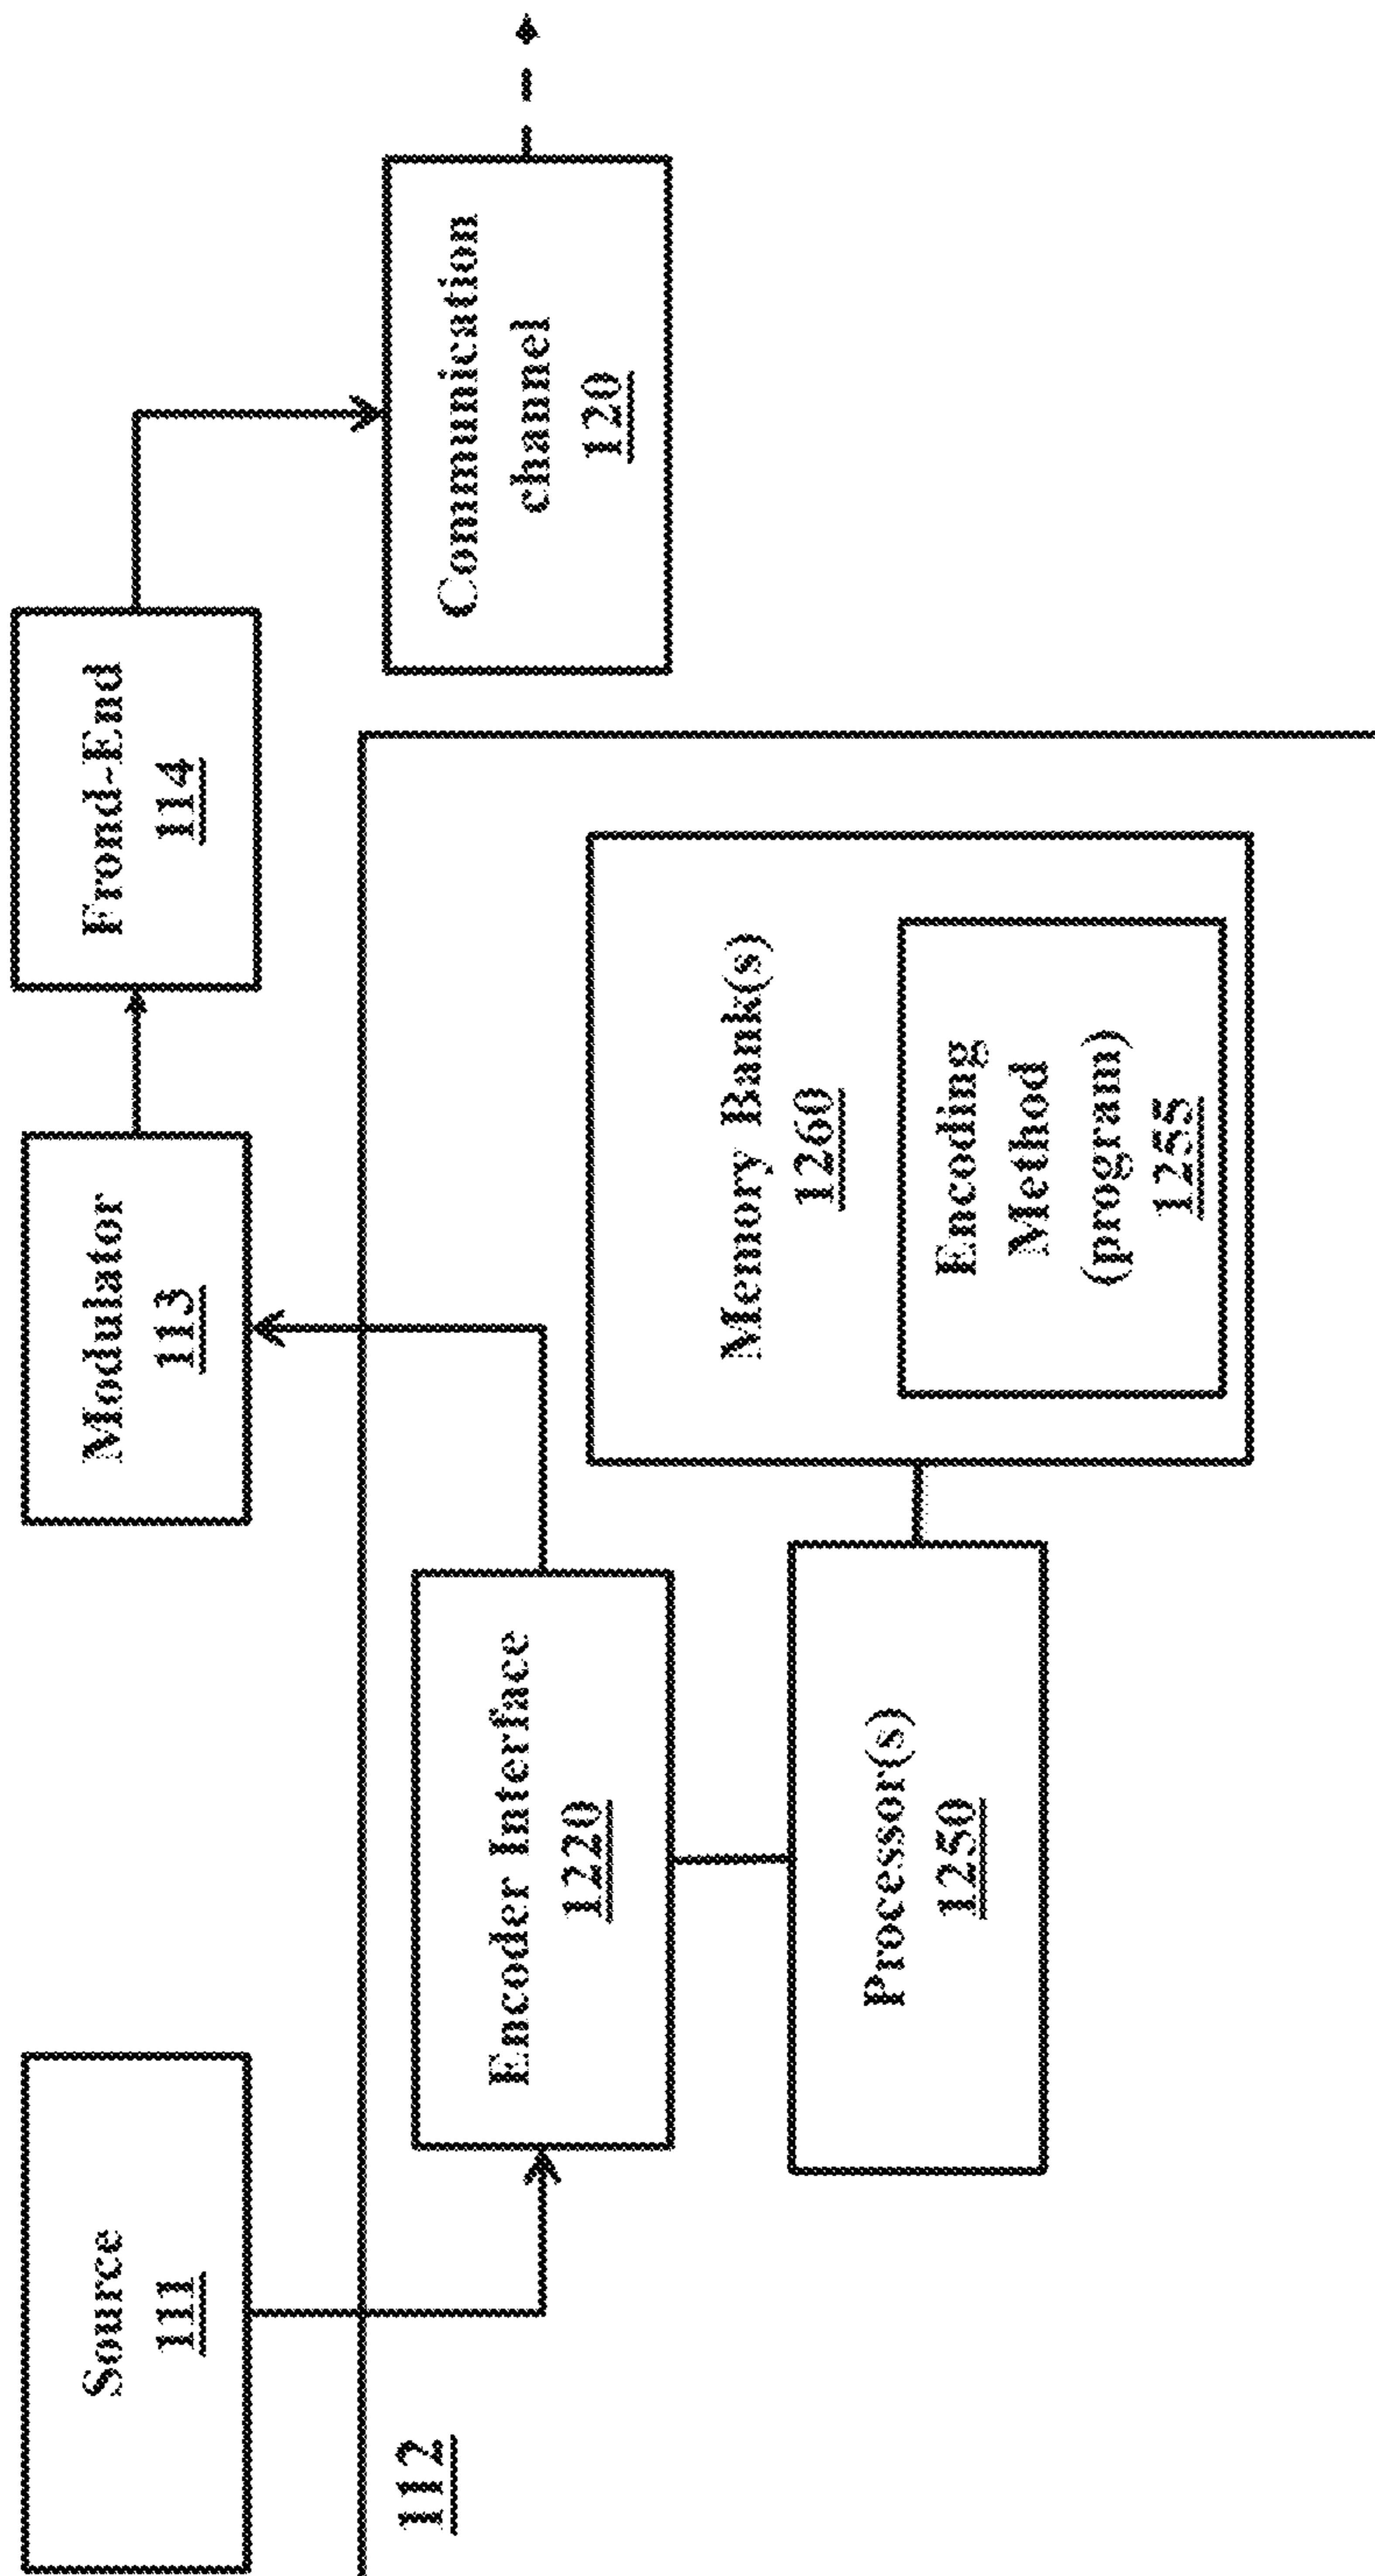 Source
111
Modulator
113
Frond-End
114
112
Encoder Interface
1220
Communication
channel
120
Processor(s)
1250
Memory Bank(s)
1260
Encoding
Method
(program)
1255